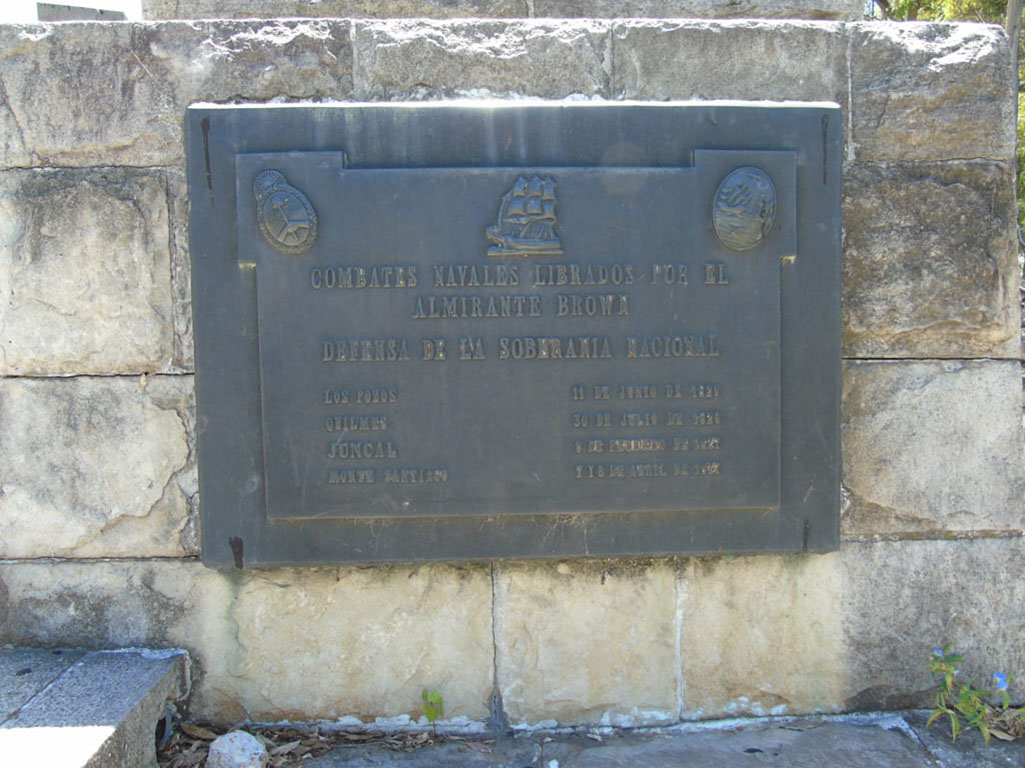 COMBATES NAVALES LIBRADOS POR EL
ALMIRANTE BROWN
DEFENSA DE LA SOBERANIA NACIONAL
LOS POZOS 11 DE JUNIO DE 1826
QUILMES 30 DE JULIO DE 1826
JUNCAL 9 DE FEBRERO DE 1827
MONTE SANTIAGO 7 Y 8 DE ABRIL DE 1827